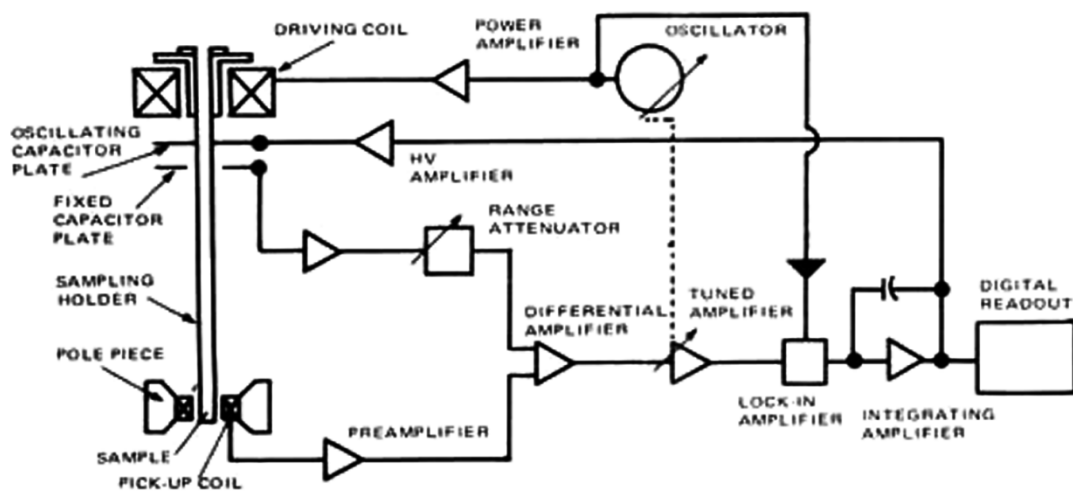 DRIVING COIL
POWER
AMPLIFIER
OSCILLATOR
OSCILLATING
CAPACITOR
PLATE
HV
AMPLIFIER
FIXED
CAPACITOR
PLATE
RANGE
ATTENUATOR
SAMPLING
HOLDER
DIFFERENTIAL
AMPLIFIER
TUNED
AMPLIFIER
DIGITAL
READOUT
POLE PIECE
LOCK-IN
AMPLIFIER
INTEGRATING
AMPLIFIER
PREAMPLIFIER
SAMPLE
PICK-UP COIL